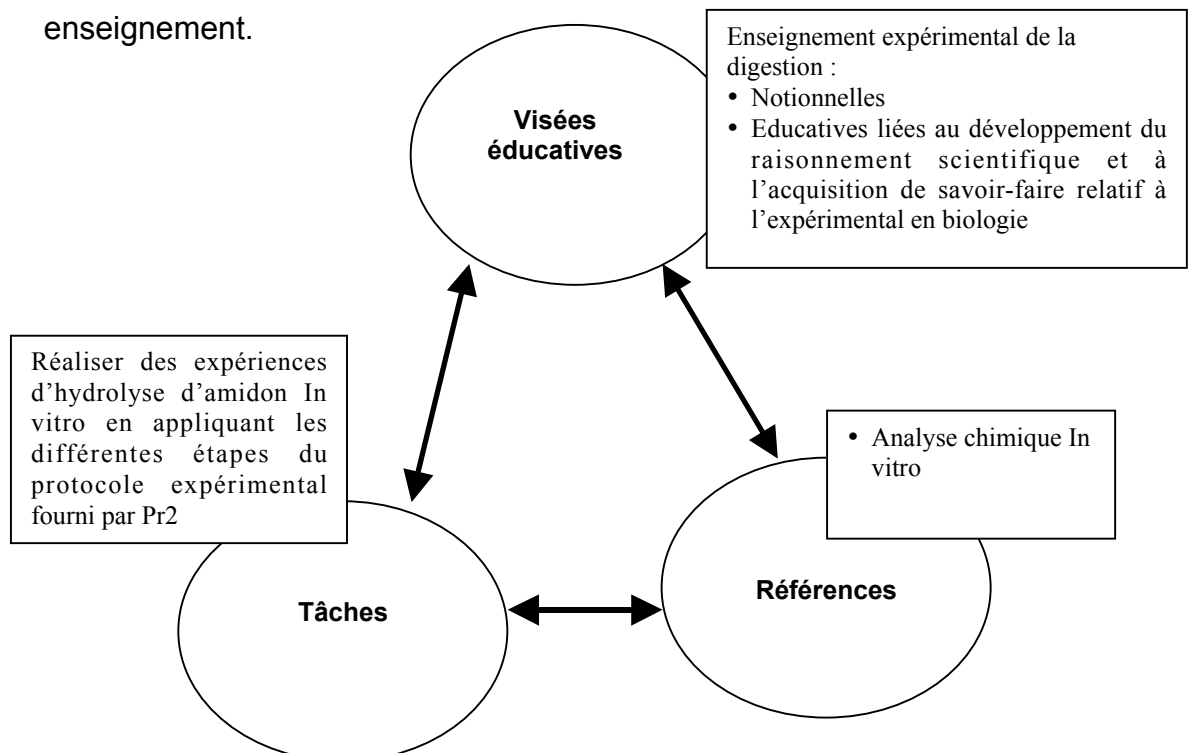 enseignement.
Enseignement expérimental de la
digestion :
• Notionnelles
• Educatives liées au développement du
raisonnement scientifique et à
l’acquisition de savoir-faire relatif à
l’expérimental en biologie
Visées
éducatives
Réaliser des expériences
d’hydrolyse d’amidon In
vitro en appliquant les
différentes étapes du
protocole expérimental
fourni par Pr2
• Analyse chimique In
vitro
Tâches
Références